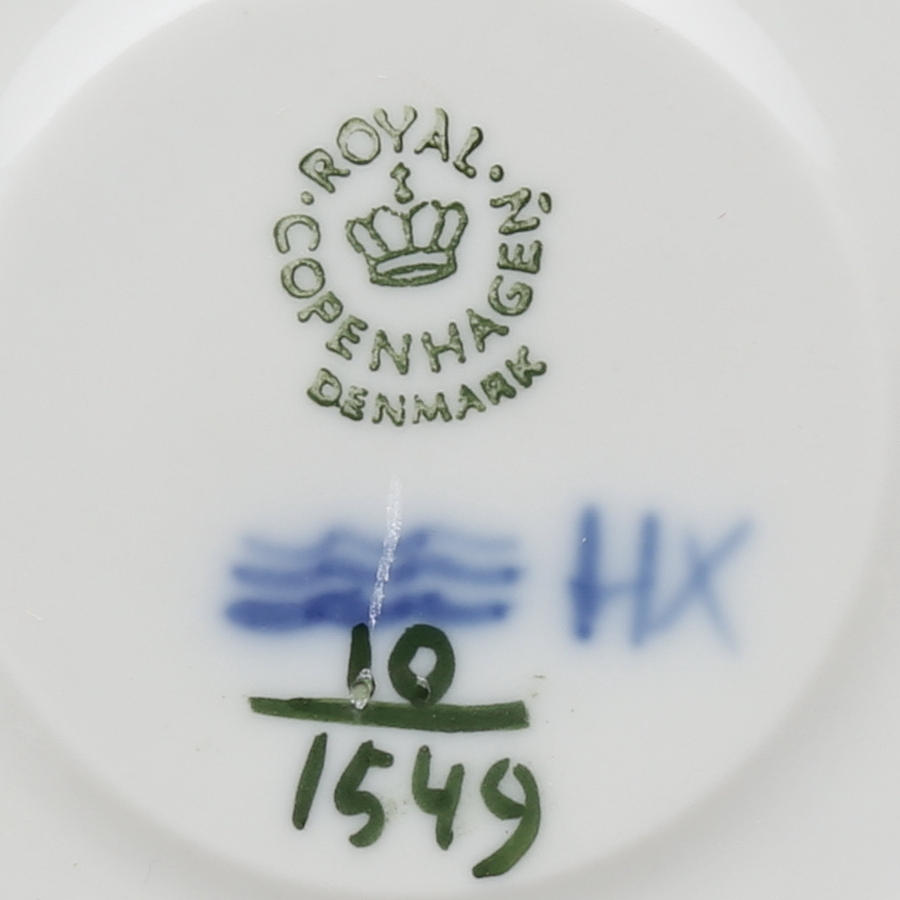 · ROYAL · COPENHAGEN
DENMARK
HX
10
1549